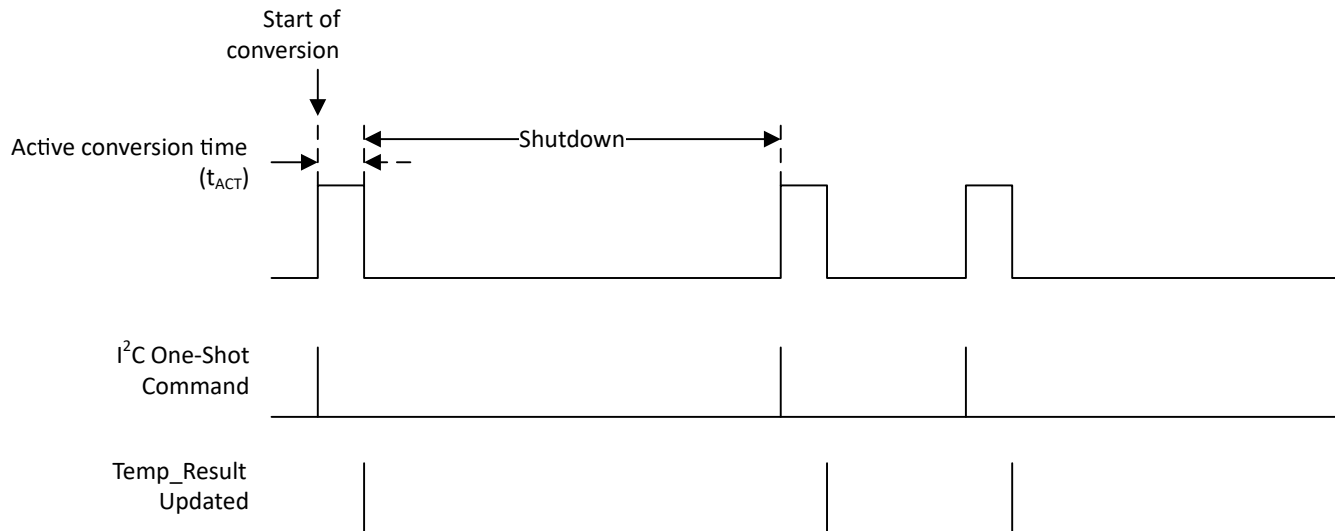 Start of
conversion
Shutdown
Active conversion time
(tACT)
I²C One-Shot
Command
Temp_Result
Updated